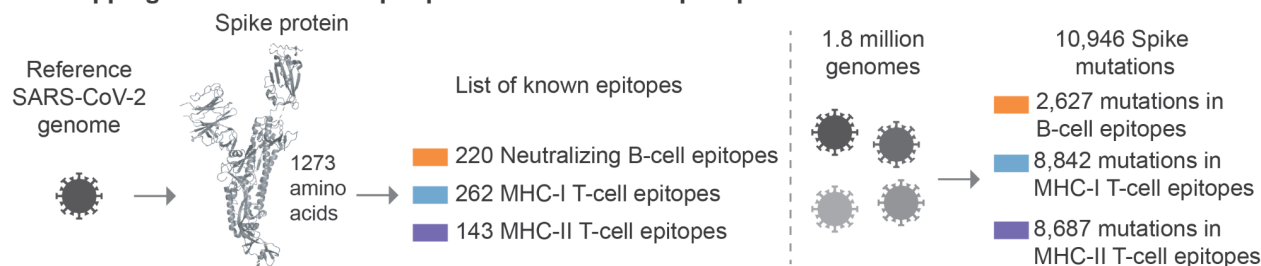 Spike protein
Reference
SARS-CoV-2
genome
1273
amino
acids
List of known epitopes
220 Neutralizing B-cell epitopes
262 MHC-I T-cell epitopes
143 MHC-II T-cell epitopes
1.8 million
genomes
10,946 Spike
mutations
2,627 mutations in
B-cell epitopes
8,842 mutations in
MHC-I T-cell epitopes
8,687 mutations in
MHC-II T-cell epitopes